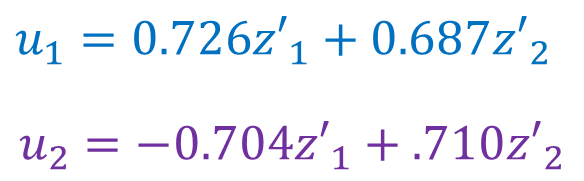 u₁ = 0.726z′₁ + 0.687z′₂
u₂ = −0.704z′₁ + .710z′₂